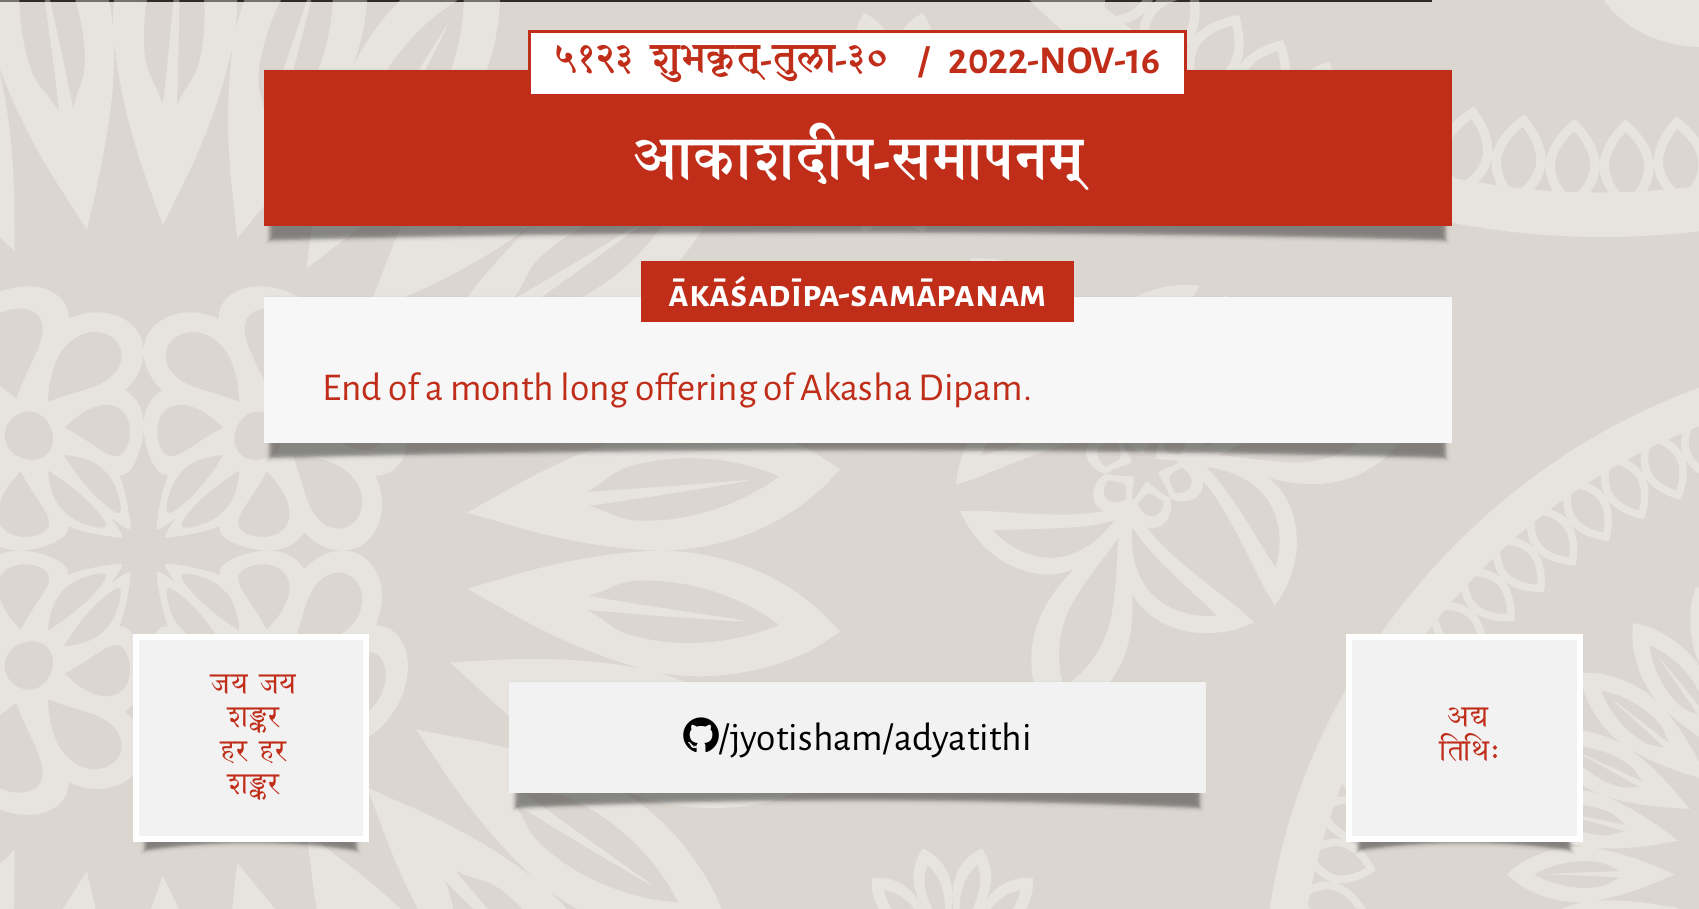 ५१२३ शुभकृत्-तुला-३० / 2022-NOV-16
आकाशदीप-समापनम्
ĀKĀŚADĪPA-SAMĀPANAM
End of a month long offering of Akasha Dipam.
जय जय
शङ्कर
हर हर
शङ्कर
/jyotisham/adyatithi
अद्य
तिथिः